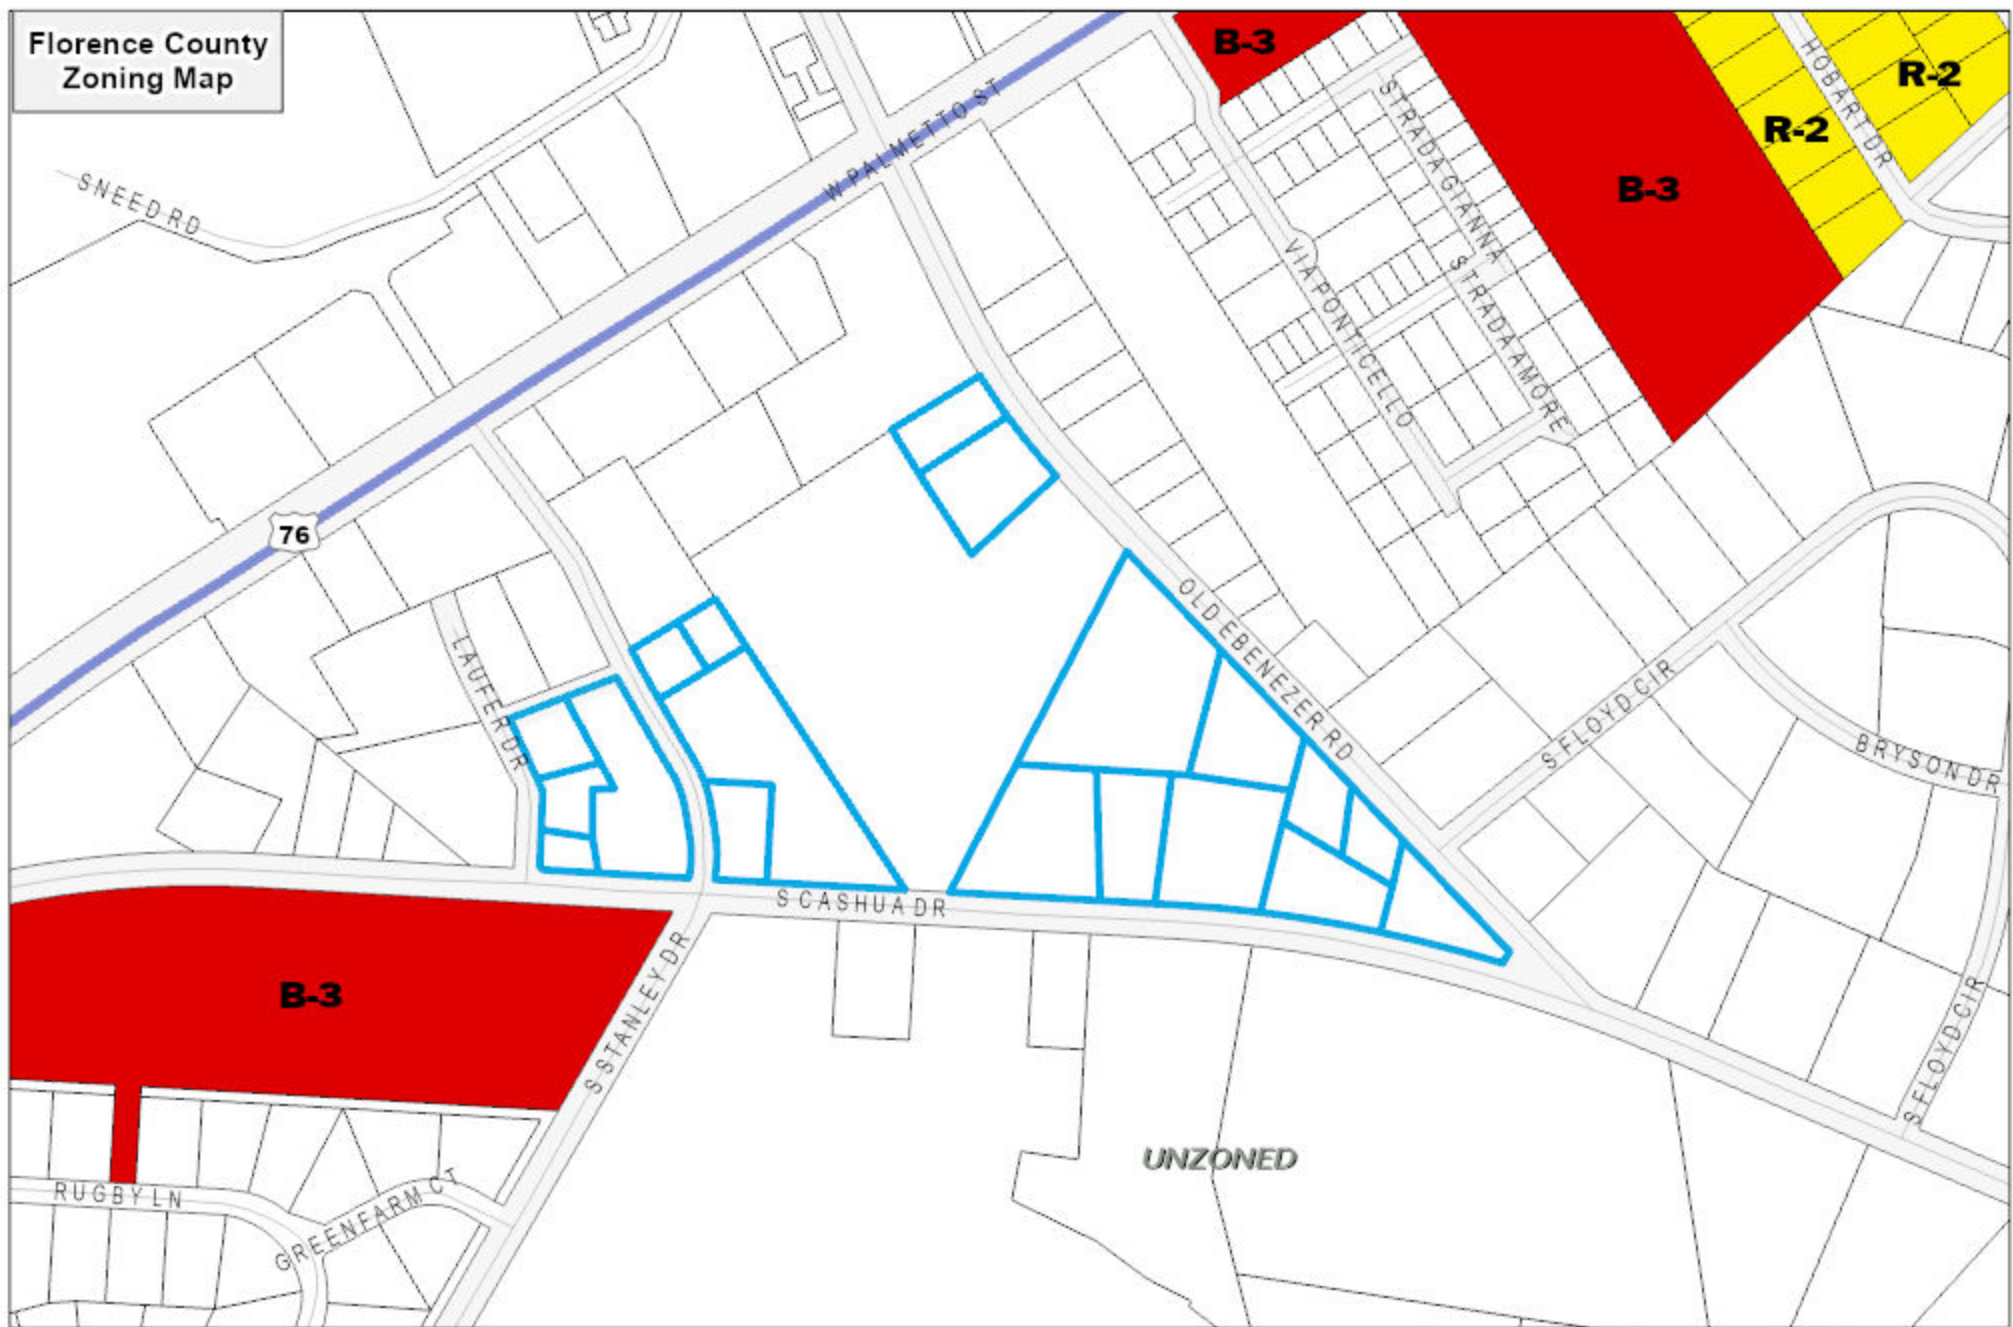 Florence County
Zoning Map
B-3
HOBART DR
R-2
STRADA GIANNA
W PALMETTO ST
R-2
B-3
SNEED RD
VIA PONTICELLO
STRADA AMORE
76
OLD EBENEZER RD
LAUFER DR
S FLOYD CIR
BRYSON DR
S CASHUA DR
B-3
S STANLEY DR
S FLOYD CIR
UNZONED
RUGBY LN
GREENFARM CT